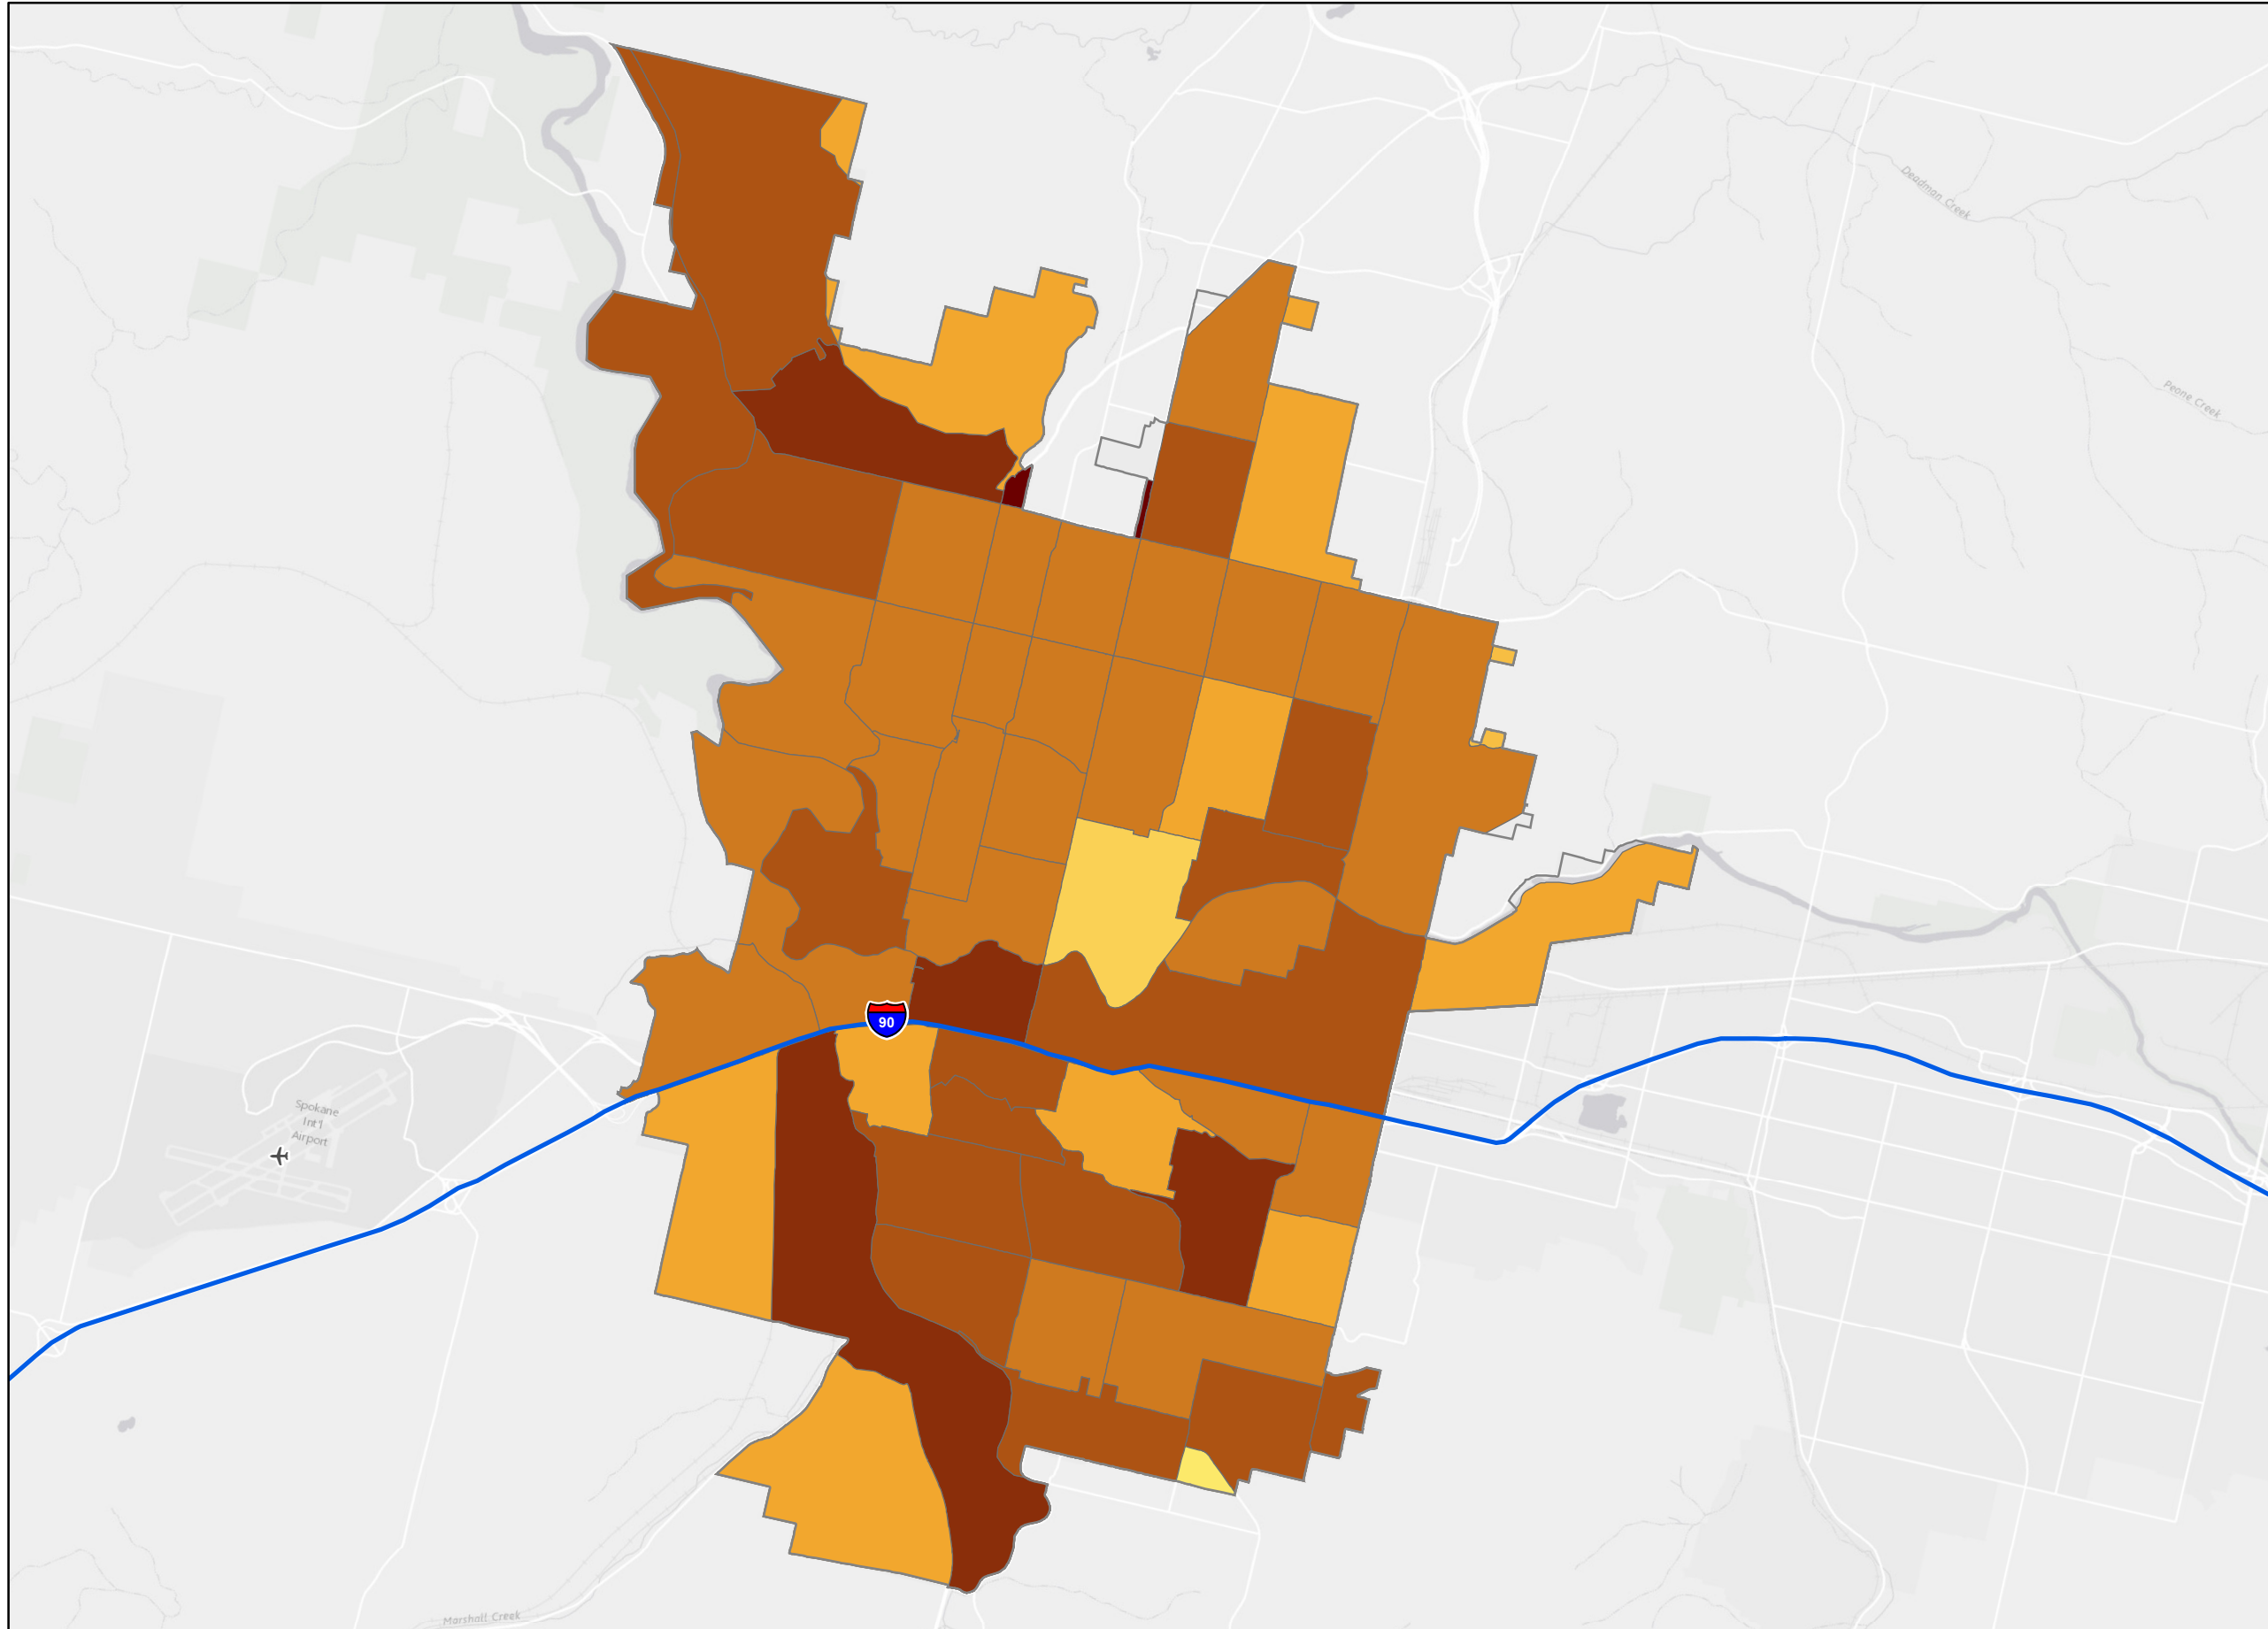 Deadman Creek
Peone Creek
90
Spokane
Int'l
Airport
Marshall Creek